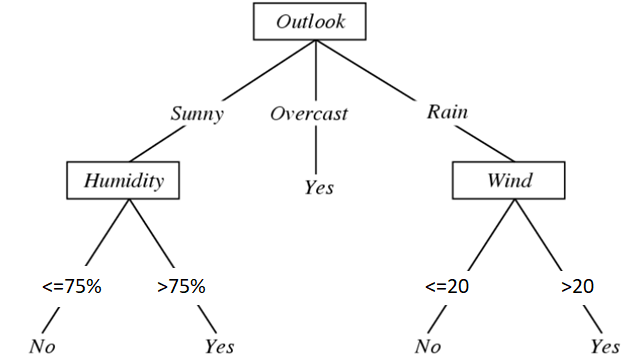 Outlook
Sunny Overcast Rain
Humidity Yes Wind
<=75% >75% <=20 >20
No Yes No Yes